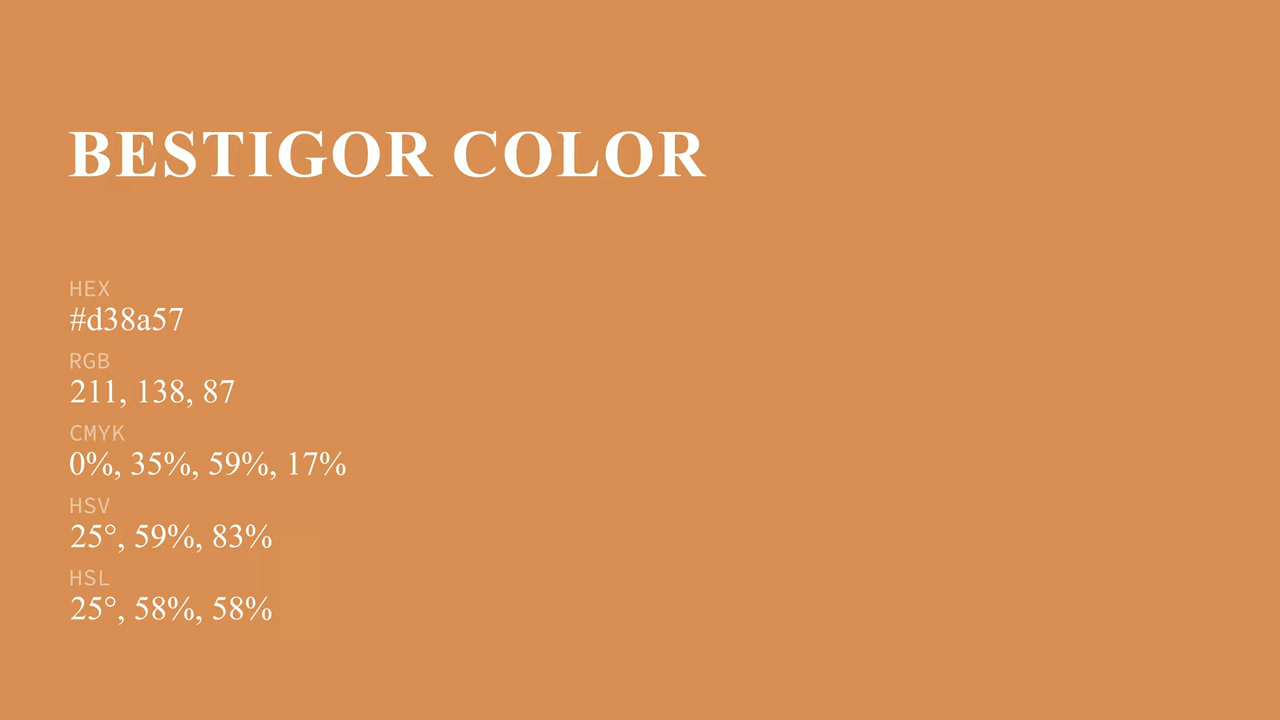 BESTIGOR COLOR
HEX
#d38a57
RGB
211, 138, 87
CMYK
0%, 35%, 59%, 17%
HSV
25°, 59%, 83%
HSL
25°, 58%, 58%